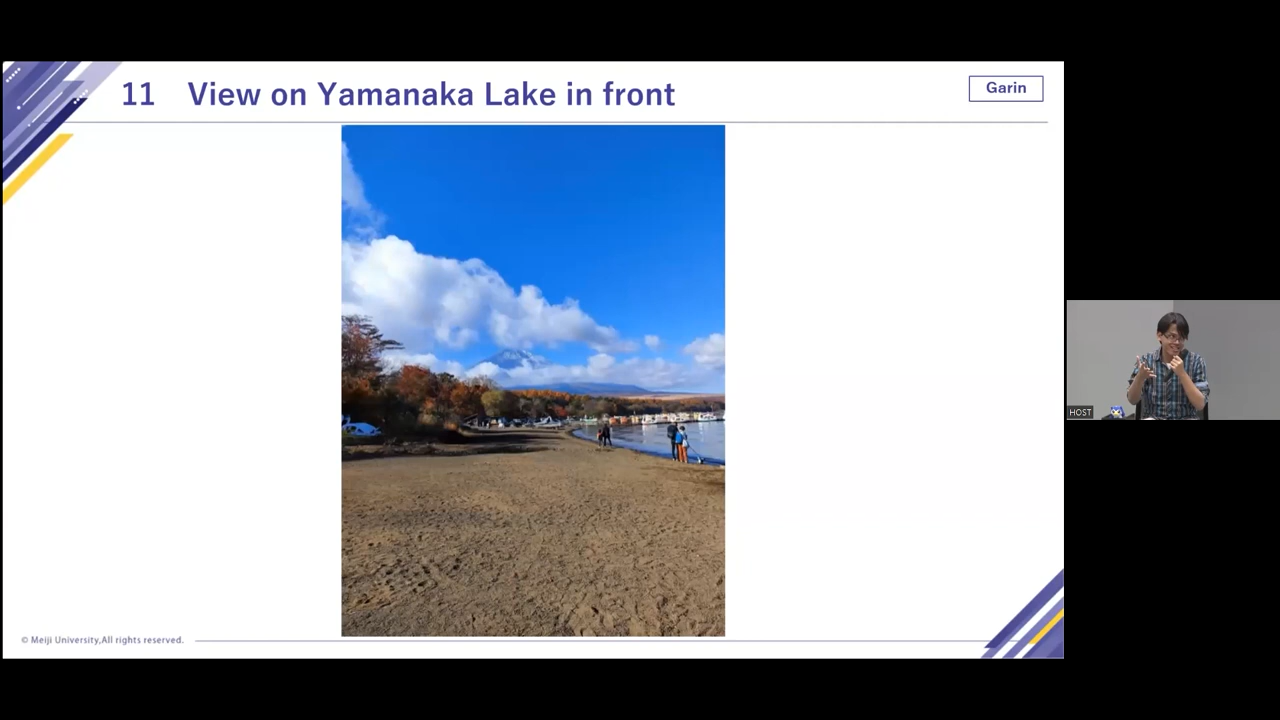 11 View on Yamanaka Lake in front
Garin
HOST
© Meiji University,All rights reserved.